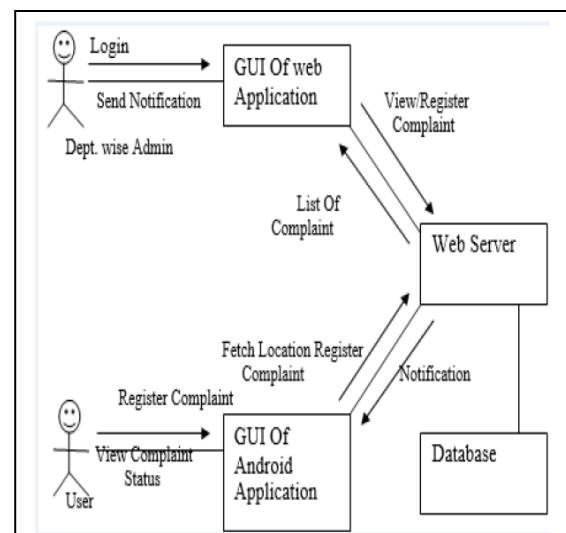 Login
Send Notification
Dept. wise Admin
GUI Of web
Application
View/Register
Complaint
List Of
Complaint
Web Server
Fetch Location Register
Complaint
Notification
Register Complaint
View Complaint
Status
User
GUI Of
Android
Application
Database